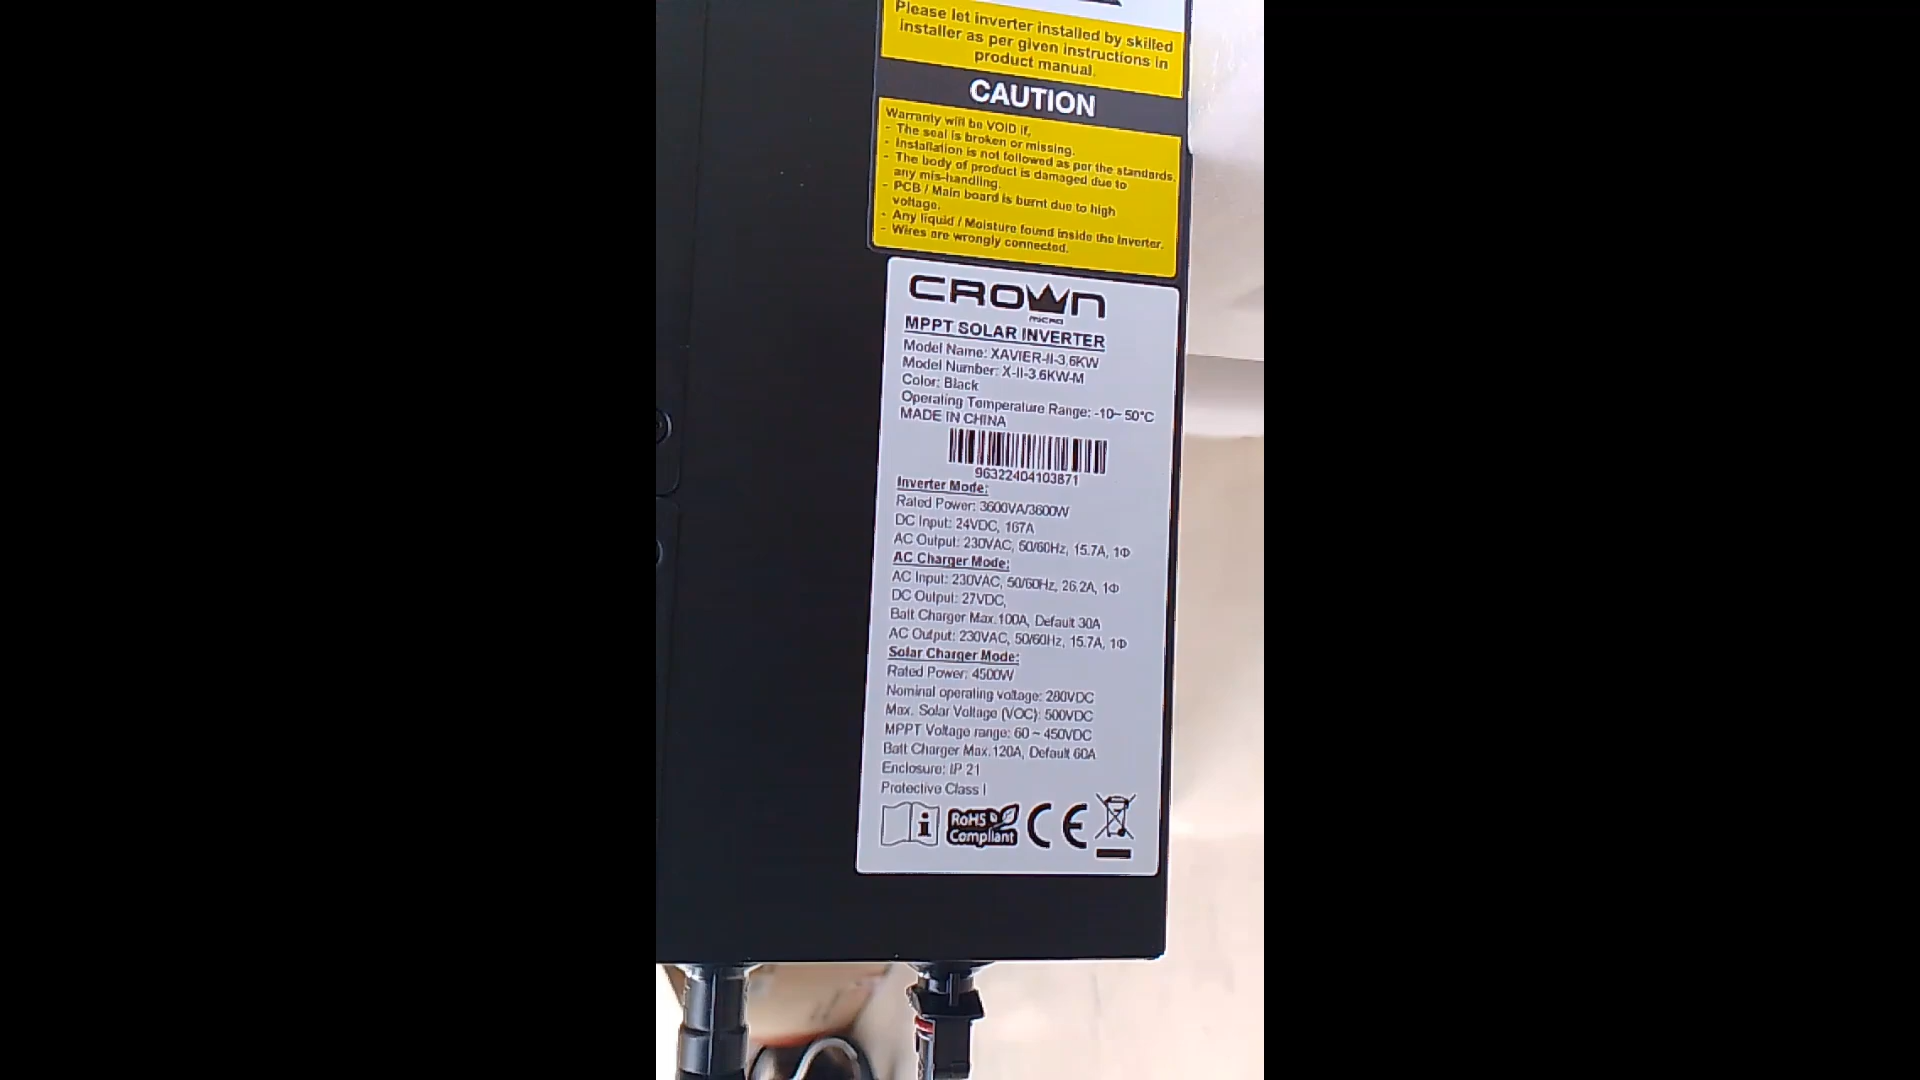 Please let inverter installed by skilled
installer as per given instructions in
product manual.
CAUTION
Warranty will be VOID if,
- The seal is broken or missing.
- Installation is not followed as per the standards.
- The body of product is damaged due to
any mis-handling.
- PCB / Main board is burnt due to high
voltage.
- Any liquid / Moisture found inside the inverter.
- Wires are wrongly connected.
CROWN
MICRO
MPPT SOLAR INVERTER
Model Name: XAVIER-II-3.6KW
Model Number: X-II-3.6KW-M
Color: Black
Operating Temperature Range: -10~ 50°C
MADE IN CHINA
96322404103871
Inverter Mode:
Rated Power: 3600VA/3600W
DC Input: 24VDC, 167A
AC Output: 230VAC, 50/60Hz, 15.7A, 1Φ
AC Charger Mode:
AC Input: 230VAC, 50/60Hz, 26.2A, 1Φ
DC Output: 27VDC,
Batt Charger Max.100A, Default 30A
AC Output: 230VAC, 50/60Hz, 15.7A, 1Φ
Solar Charger Mode:
Rated Power: 4500W
Nominal operating voltage: 280VDC
Max. Solar Voltage (VOC): 500VDC
MPPT Voltage range: 60 ~ 450VDC
Batt Charger Max.120A, Default 60A
Enclosure: IP 21
Protective Class I
i
RoHS
Compliant
CE